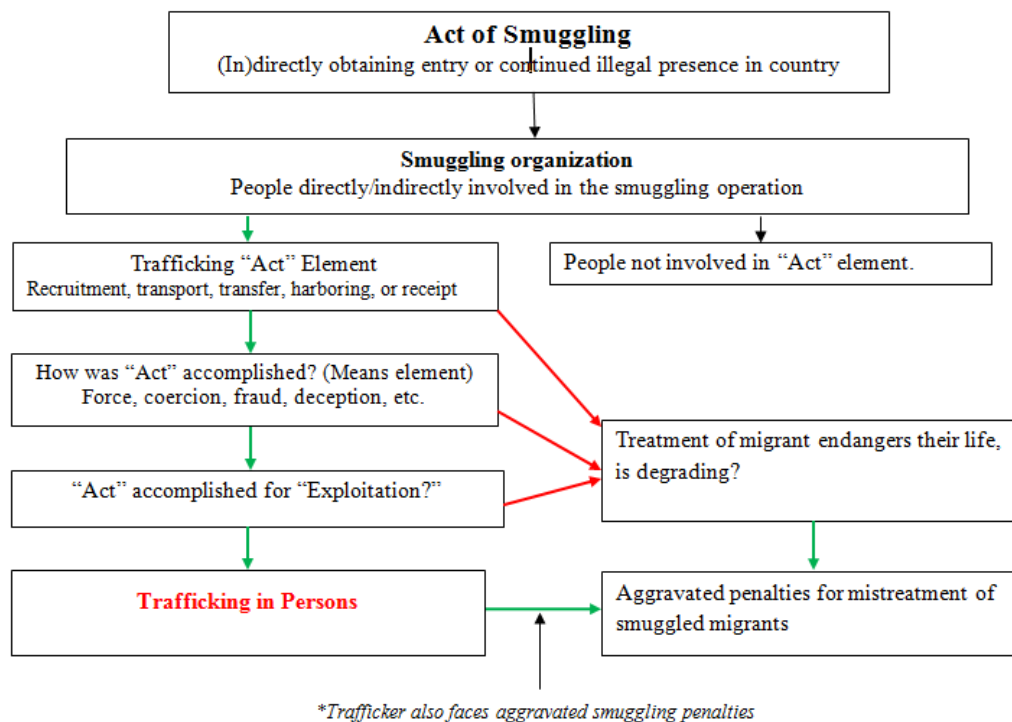 Act of Smuggling
(In)directly obtaining entry or continued illegal presence in country
Smuggling organization
People directly/indirectly involved in the smuggling operation
Trafficking “Act” Element
Recruitment, transport, transfer, harboring, or receipt
People not involved in “Act” element.
How was “Act” accomplished? (Means element)
Force, coercion, fraud, deception, etc.
Treatment of migrant endangers their life,
is degrading?
“Act” accomplished for “Exploitation?”
Trafficking in Persons
Aggravated penalties for mistreatment of
smuggled migrants
*Trafficker also faces aggravated smuggling penalties